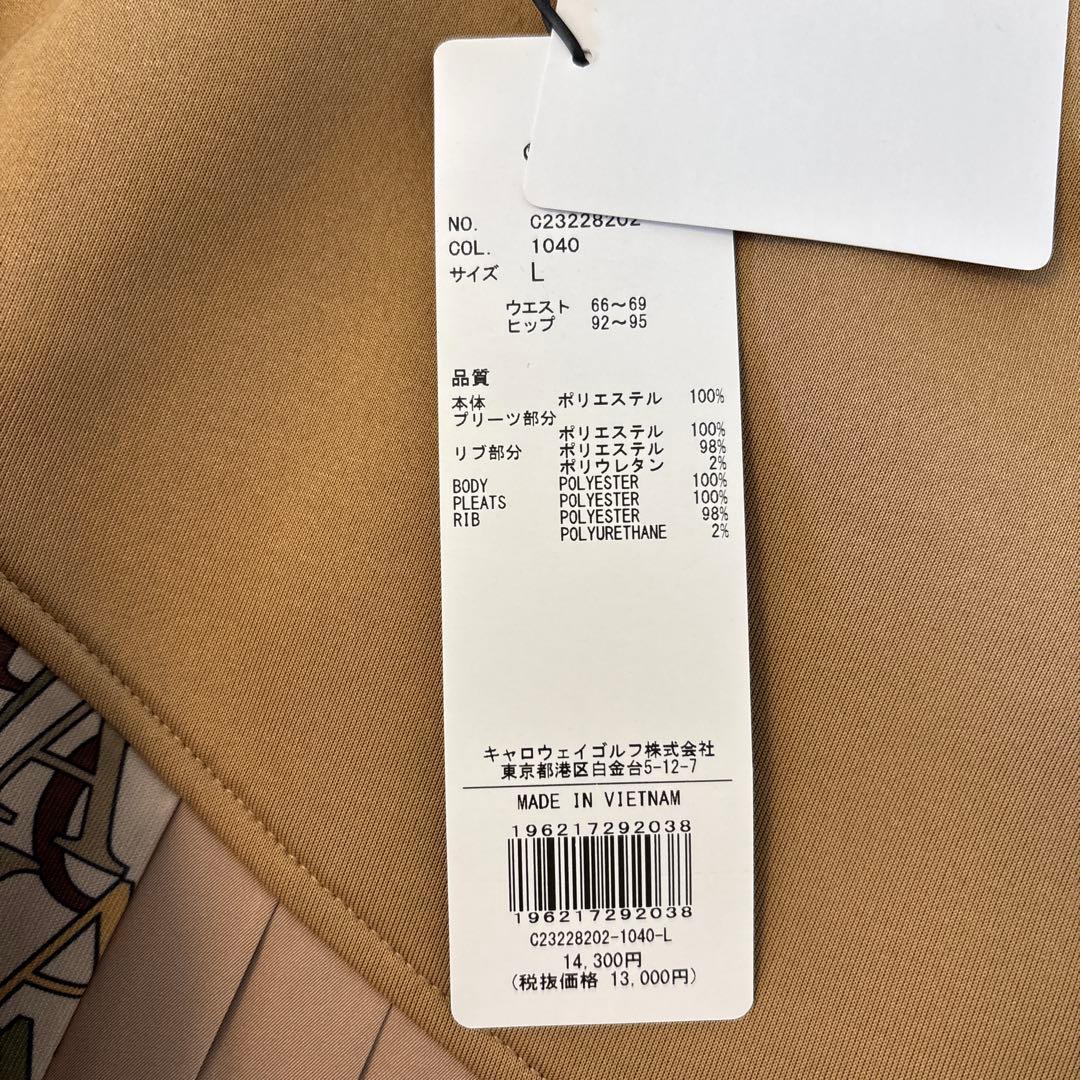 NO. C23228202
COL. 1040
サイズ L
ウエスト 66～69
ヒップ 92～95
品質
本体 ポリエステル 100%
プリーツ部分
ポリエステル 100%
リブ部分 ポリエステル 98%
ポリウレタン 2%
BODY POLYESTER 100%
PLEATS POLYESTER 100%
RIB POLYESTER 98%
POLYURETHANE 2%
キャロウェイゴルフ株式会社
東京都港区白金台5-12-7
MADE IN VIETNAM
196217292038
196217292038
C23228202-1040-L
14,300円
(税抜価格 13,000円)